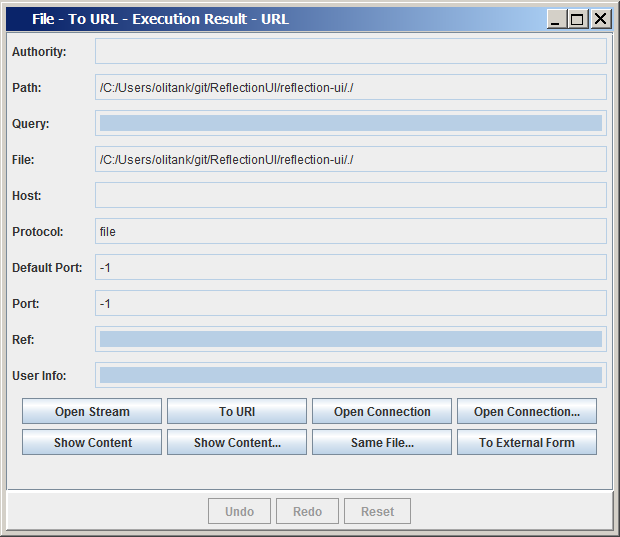 File - To URL - Execution Result - URL
Authority:
Path: /C:/Users/olitank/git/ReflectionUI/reflection-ui/./
Query:
File: /C:/Users/olitank/git/ReflectionUI/reflection-ui/./
Host:
Protocol: file
Default Port: -1
Port: -1
Ref:
User Info:
Open Stream To URI Open Connection Open Connection...
Show Content Show Content... Same File... To External Form
Undo Redo Reset